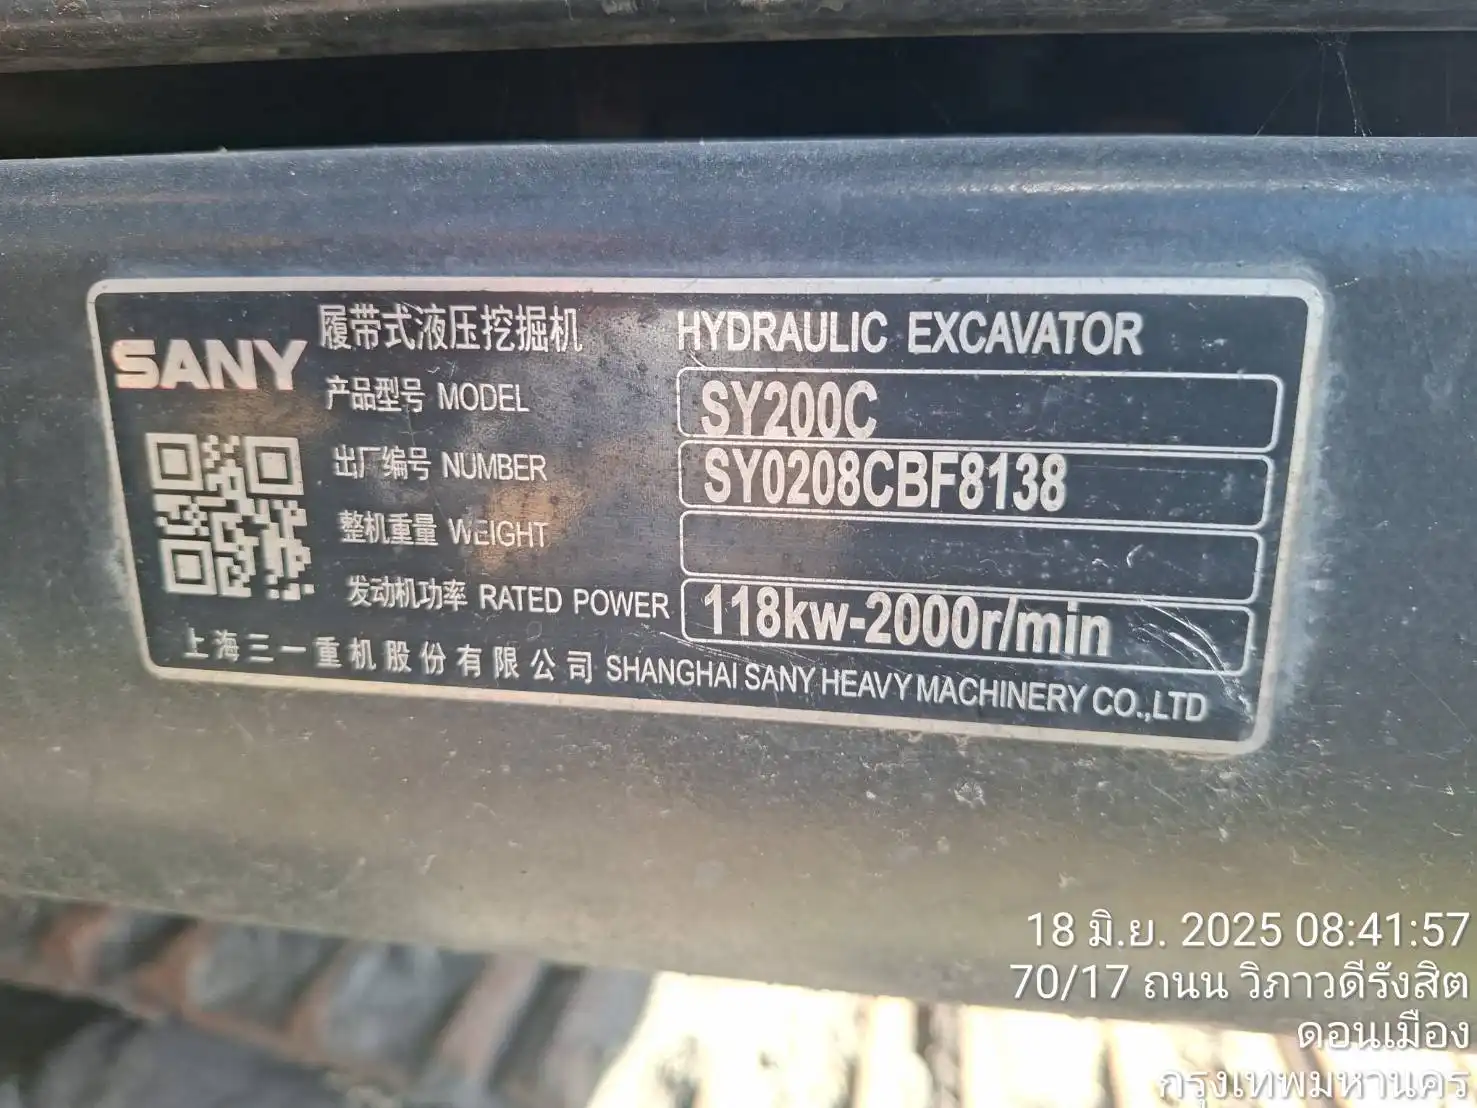 SANY
履带式液压挖掘机 HYDRAULIC EXCAVATOR
产品型号 MODEL SY200C
出厂编号 NUMBER SY0208CBF8138
整机重量 WEIGHT
发动机功率 RATED POWER 118kw-2000r/min
上海三一重机股份有限公司 SHANGHAI SANY HEAVY MACHINERY CO.,LTD
18 มิ.ย. 2025 08:41:57
70/17 ถนน วิภาวดีรังสิต
ดอนเมือง
กรุงเทพมหานคร